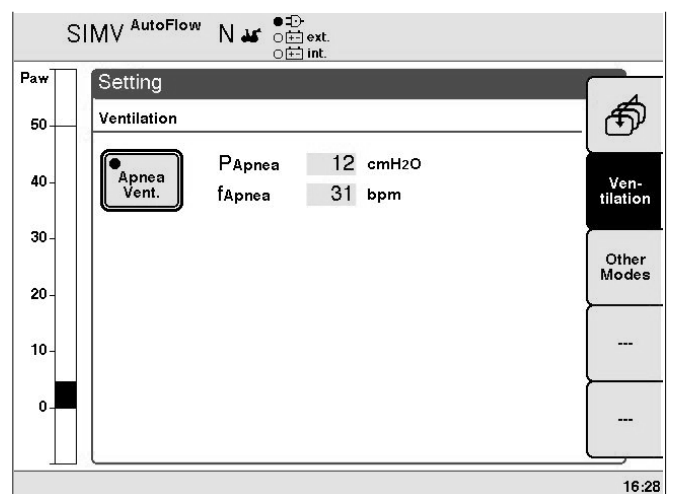 SIMV AutoFlow N
ext.
int.
Paw
Setting
Ventilation
50
40
30
20
10
0
Apnea
Vent.
PApnea 12 cmH2O
fApnea 31 bpm
Ven-
tilation
Other
Modes
---
---
16:28